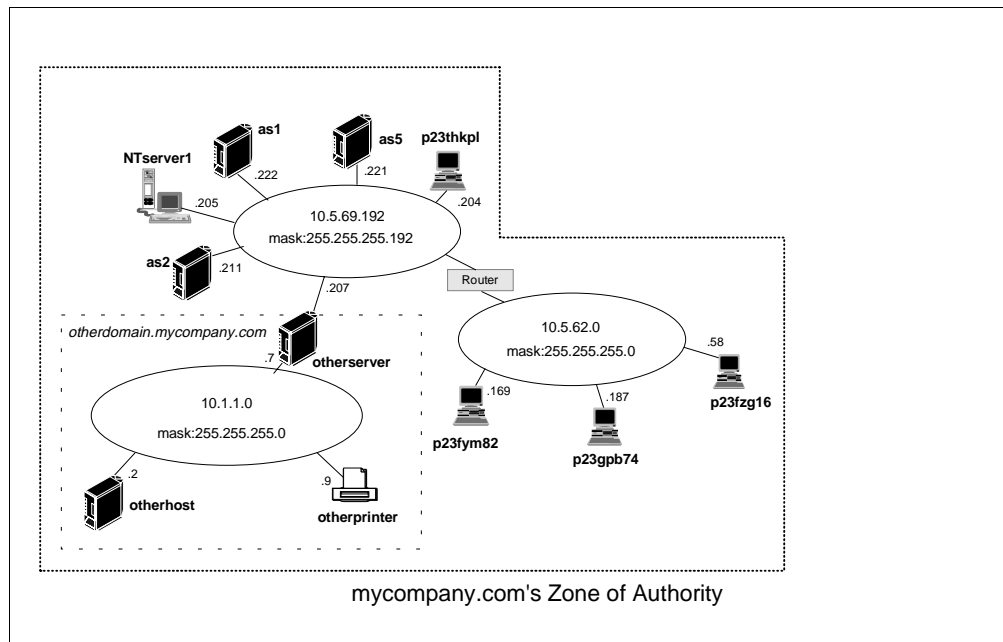 as1
as5
p23thkpl
NTserver1
.222
.221
.204
.205
10.5.69.192
mask:255.255.255.192
as2
.211
.207
Router
otherdomain.mycompany.com
.7
otherserver
10.5.62.0
mask:255.255.255.0
.58
p23fzg16
.169
.187
p23fym82
p23gpb74
10.1.1.0
mask:255.255.255.0
.2
.9
otherhost
otherprinter
mycompany.com's Zone of Authority